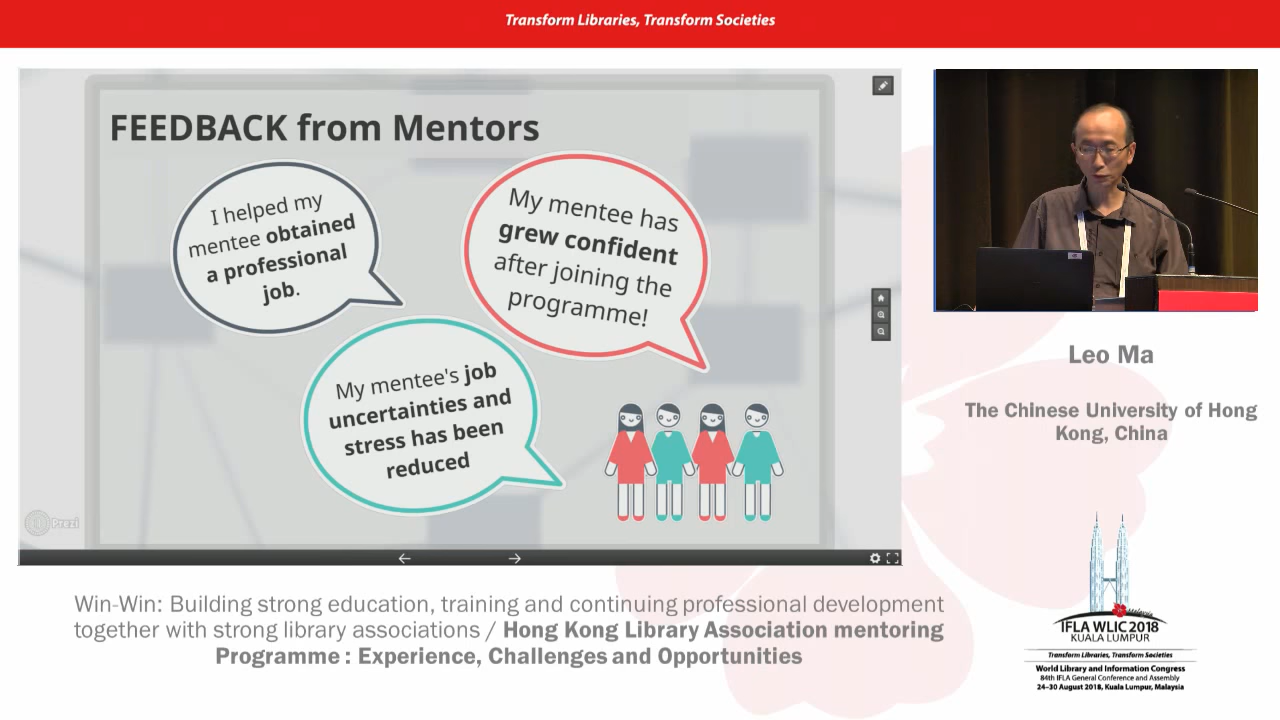 Transform Libraries, Transform Societies
FEEDBACK from Mentors
I helped my
mentee obtained
a professional
job.
My mentee has
grew confident
after joining the
programme!
My mentee's job
uncertainties and
stress has been
reduced
Prezi
Leo Ma
The Chinese University of Hong
Kong, China
Win-Win: Building strong education, training and continuing professional development
together with strong library associations / Hong Kong Library Association mentoring
Programme : Experience, Challenges and Opportunities
malaysia
IFLA WLIC 2018
KUALA LUMPUR
Transform Libraries, Transform Societies
World Library and Information Congress
84th IFLA General Conference and Assembly
24–30 August 2018, Kuala Lumpur, Malaysia